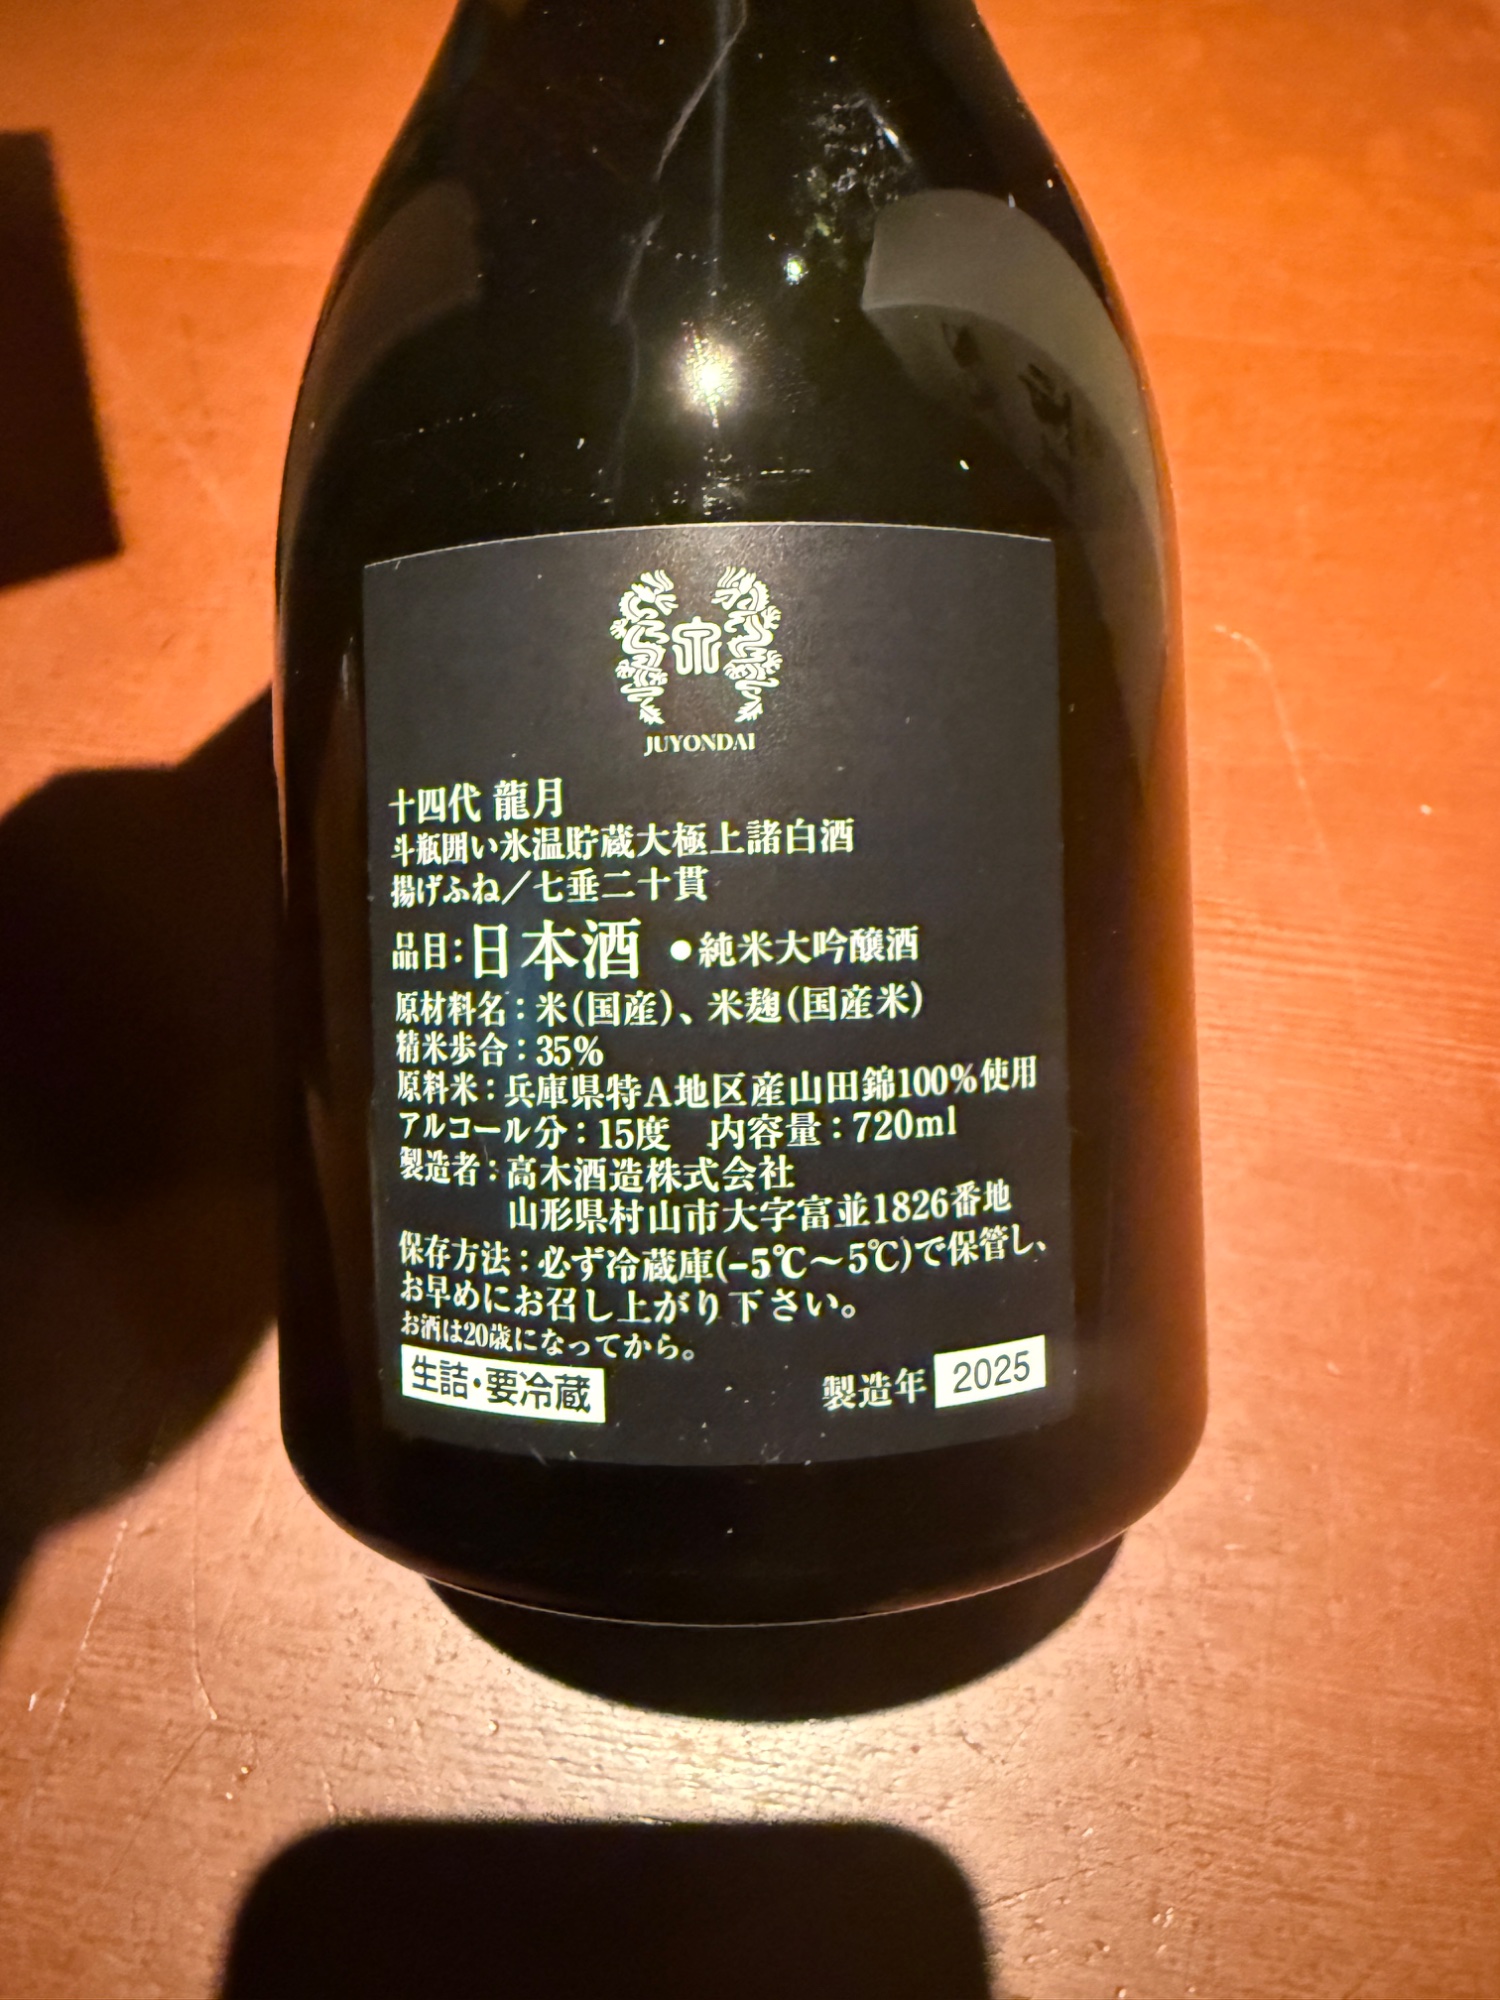 JUYONDAI
十四代 龍月
斗瓶囲い氷温貯蔵大極上諸白酒
揚げふね／七垂二十貫
品目：日本酒 ●純米大吟醸酒
原材料名：米(国産)、米麹(国産米)
精米歩合：35%
原料米：兵庫県特A地区産山田錦100%使用
アルコール分：15度　内容量：720ml
製造者：高木酒造株式会社
山形県村山市大字富並1826番地
保存方法：必ず冷蔵庫(-5℃〜5℃)で保管し、
お早めにお召し上がり下さい。
お酒は20歳になってから。
生詰・要冷蔵　製造年 2025